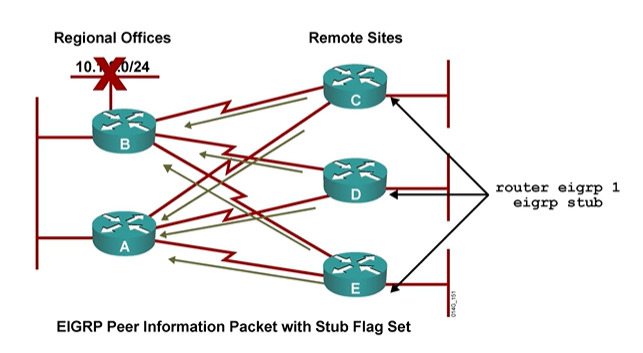 Regional Offices
Remote Sites
0/24
C
B
D
router eigrp 1
eigrp stub
A
E
014G_151
EIGRP Peer Information Packet with Stub Flag Set